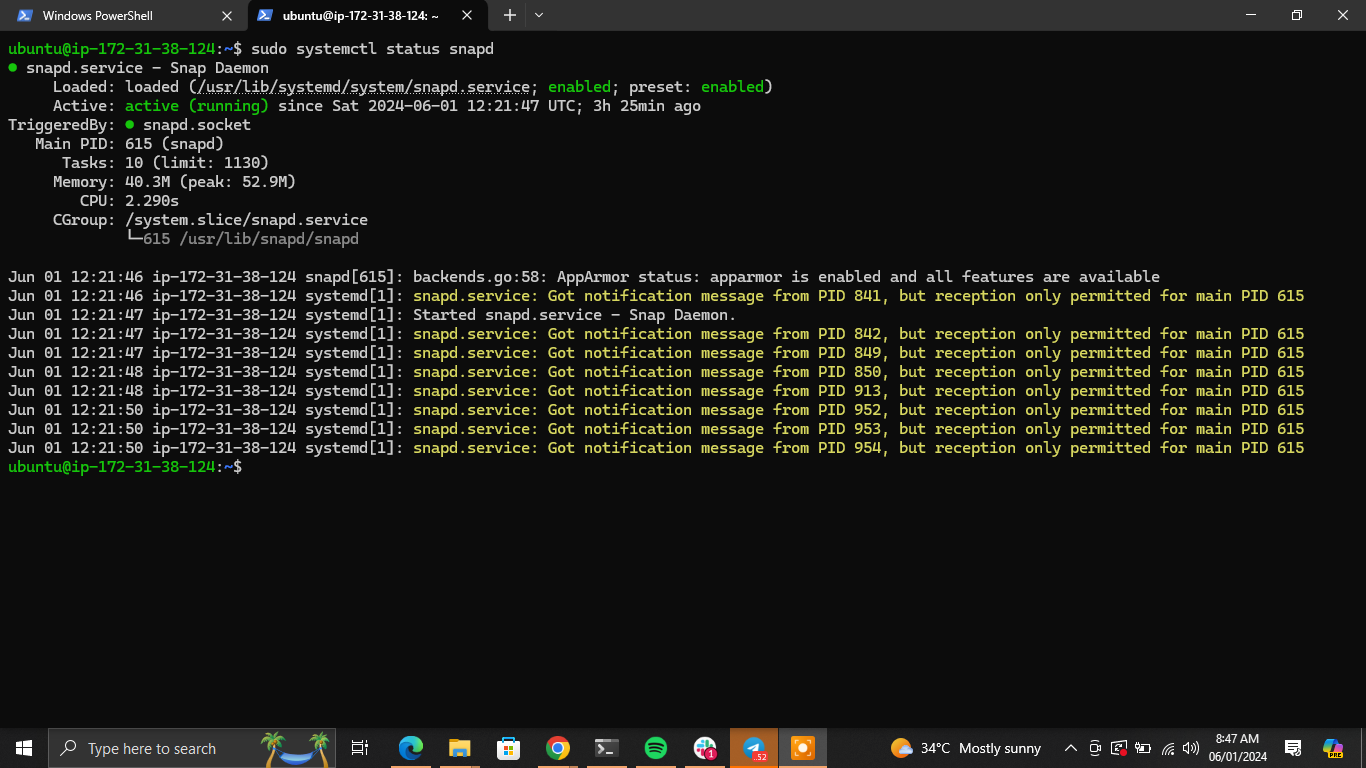 Windows PowerShell
ubuntu@ip-172-31-38-124: ~
ubuntu@ip-172-31-38-124:~$ sudo systemctl status snapd
● snapd.service - Snap Daemon
Loaded: loaded (/usr/lib/systemd/system/snapd.service; enabled; preset: enabled)
Active: active (running) since Sat 2024-06-01 12:21:47 UTC; 3h 25min ago
TriggeredBy: ● snapd.socket
Main PID: 615 (snapd)
Tasks: 10 (limit: 1130)
Memory: 40.3M (peak: 52.9M)
CPU: 2.290s
CGroup: /system.slice/snapd.service
└─615 /usr/lib/snapd/snapd
Jun 01 12:21:46 ip-172-31-38-124 snapd[615]: backends.go:58: AppArmor status: apparmor is enabled and all features are available
Jun 01 12:21:46 ip-172-31-38-124 systemd[1]: snapd.service: Got notification message from PID 841, but reception only permitted for main PID 615
Jun 01 12:21:47 ip-172-31-38-124 systemd[1]: Started snapd.service - Snap Daemon.
Jun 01 12:21:47 ip-172-31-38-124 systemd[1]: snapd.service: Got notification message from PID 842, but reception only permitted for main PID 615
Jun 01 12:21:47 ip-172-31-38-124 systemd[1]: snapd.service: Got notification message from PID 849, but reception only permitted for main PID 615
Jun 01 12:21:48 ip-172-31-38-124 systemd[1]: snapd.service: Got notification message from PID 850, but reception only permitted for main PID 615
Jun 01 12:21:48 ip-172-31-38-124 systemd[1]: snapd.service: Got notification message from PID 913, but reception only permitted for main PID 615
Jun 01 12:21:50 ip-172-31-38-124 systemd[1]: snapd.service: Got notification message from PID 952, but reception only permitted for main PID 615
Jun 01 12:21:50 ip-172-31-38-124 systemd[1]: snapd.service: Got notification message from PID 953, but reception only permitted for main PID 615
Jun 01 12:21:50 ip-172-31-38-124 systemd[1]: snapd.service: Got notification message from PID 954, but reception only permitted for main PID 615
ubuntu@ip-172-31-38-124:~$
Type here to search
1
..52
34°C Mostly sunny
8:47 AM
06/01/2024
PRE